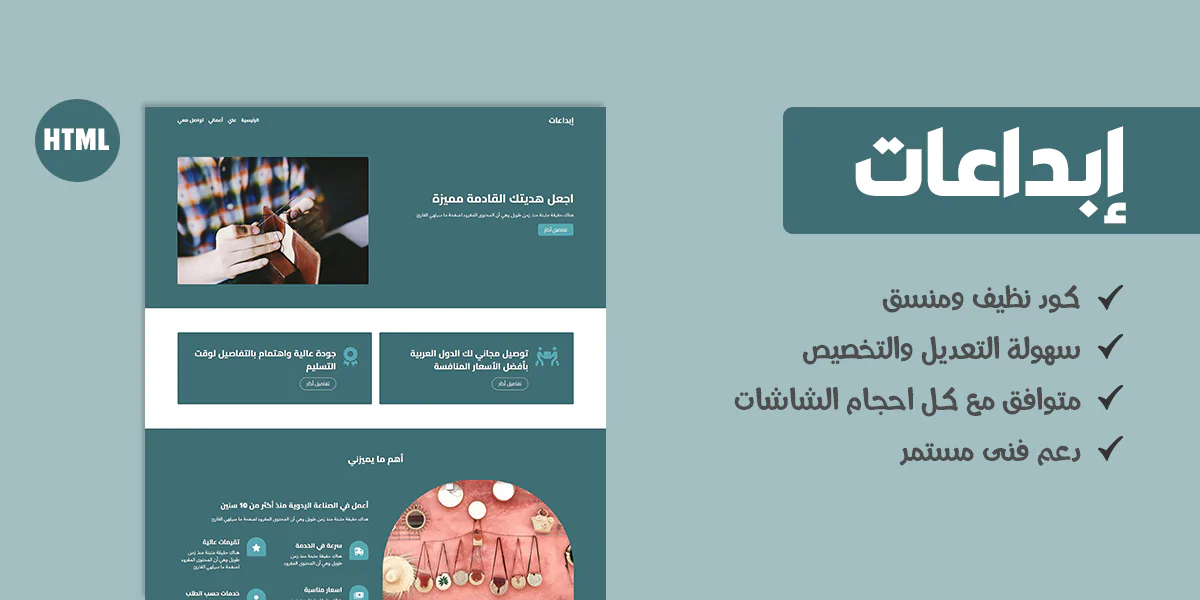 إبداعات
كود نظيف ومنسق
سهولة التعديل والتخصيص
متوافق مع كل احجام الشاشات
دعم فنى مستمر
HTML
إبداعات
الرئيسية عني أعمالي تواصل معي
اجعل هديتك القادمة مميزة
هناك حقيقة مثبتة منذ زمن طويل وهي أن المحتوى المقروء لصفحة ما سيلهي القارئ
تفاصيل أكثر
توصيل مجاني لك الدول العربية
بأفضل الأسعار المنافسة
تفاصيل أكثر
جودة عالية واهتمام بالتفاصيل لوقت
التسليم
تفاصيل أكثر
أهم ما يميزني
أعمل في الصناعة اليدوية منذ أكثر من 10 سنين
هناك حقيقة مثبتة منذ زمن طويل وهي أن المحتوى المقروء لصفحة ما سيلهي القارئ
سرعة في الخدمة
هناك حقيقة مثبتة منذ زمن
طويل وهي أن المحتوى المقروء
تقيمات عالية
هناك حقيقة مثبتة منذ زمن
طويل وهي أن المحتوى المقروء
لصفحة ما سيلهي القارئ
اسعار مناسبة
خدمات حسب الطلب